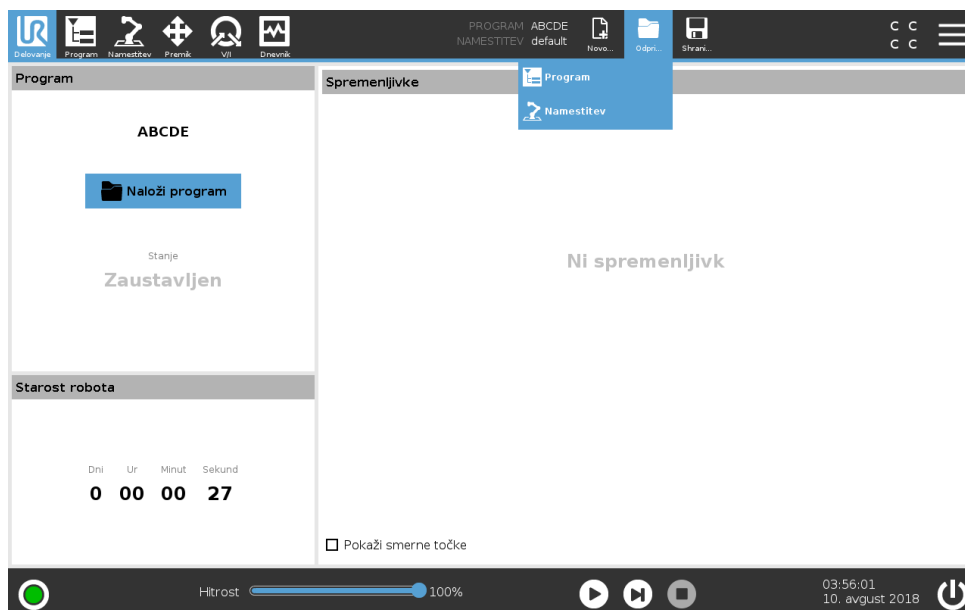 PROGRAM ABCDE
NAMESTITEV default
Delovanje Program Namestitev Premik V/I Dnevnik Novo... Odpri... Shrani...
C C
C C
Program
Namestitev
Program
ABCDE
Naloži program
Stanje
Zaustavljen
Starost robota
Dni Ur Minut Sekund
0 00 00 27
Spremenljivke
Ni spremenljivk
Pokaži smerne točke
Hitrost 100%
03:56:01
10. avgust 2018